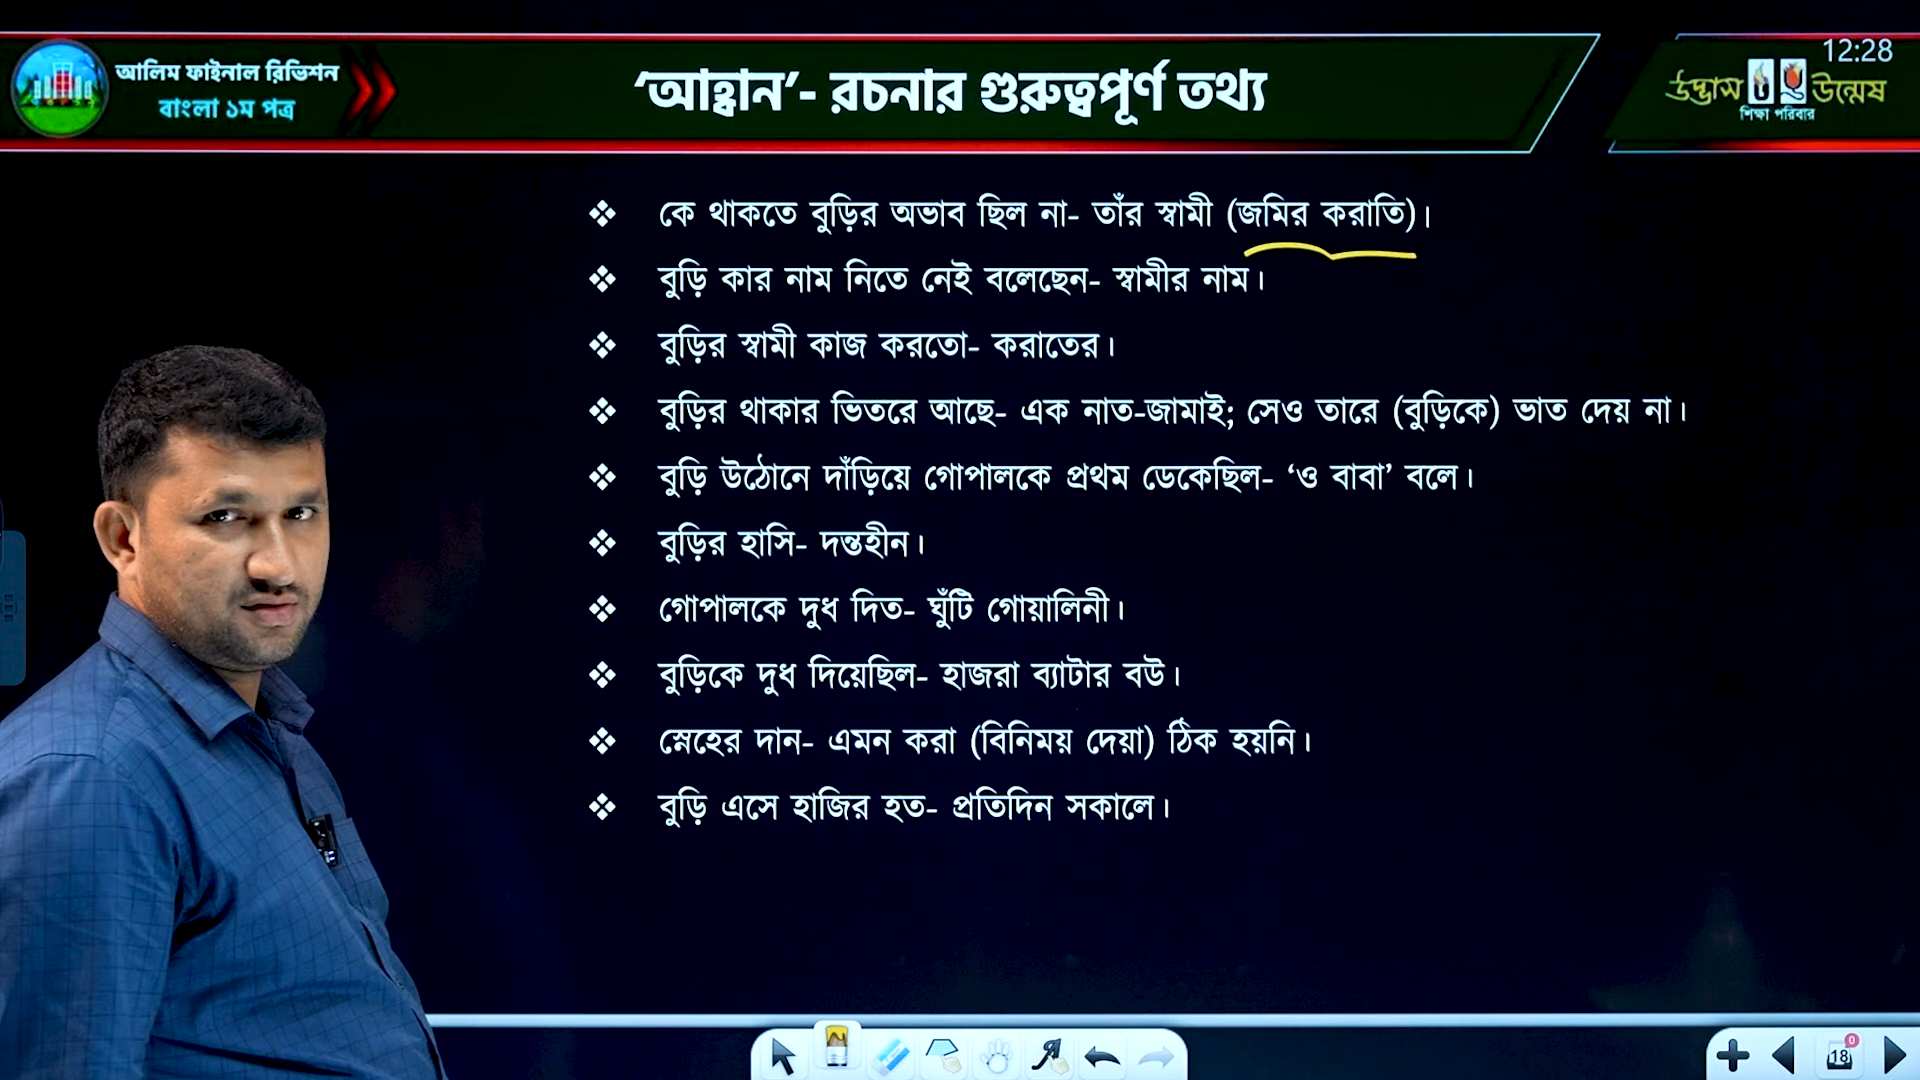 12:28
আলিম ফাইনাল রিভিশন
বাংলা ১ম পত্র
‘আহ্বান’- রচনার গুরুত্বপূর্ণ তথ্য
উদ্ভাস উন্মেষ
শিক্ষা পরিবার
❖ কে থাকতে বুড়ির অভাব ছিল না- তাঁর স্বামী (জমির করাতি)।
❖ বুড়ি কার নাম নিতে নেই বলেছেন- স্বামীর নাম।
❖ বুড়ির স্বামী কাজ করতো- করাতের।
❖ বুড়ির থাকার ভিতরে আছে- এক নাত-জামাই; সেও তারে (বুড়িকে) ভাত দেয় না।
❖ বুড়ি উঠোনে দাঁড়িয়ে গোপালকে প্রথম ডেকেছিল- ‘ও বাবা’ বলে।
❖ বুড়ির হাসি- দন্তহীন।
❖ গোপালকে দুধ দিত- ঘুঁটি গোয়ালিনী।
❖ বুড়িকে দুধ দিয়েছিল- হাজরা ব্যাটার বউ।
❖ স্নেহের দান- এমন করা (বিনিময় দেয়া) ঠিক হয়নি।
❖ বুড়ি এসে হাজির হত- প্রতিদিন সকালে।
18
0